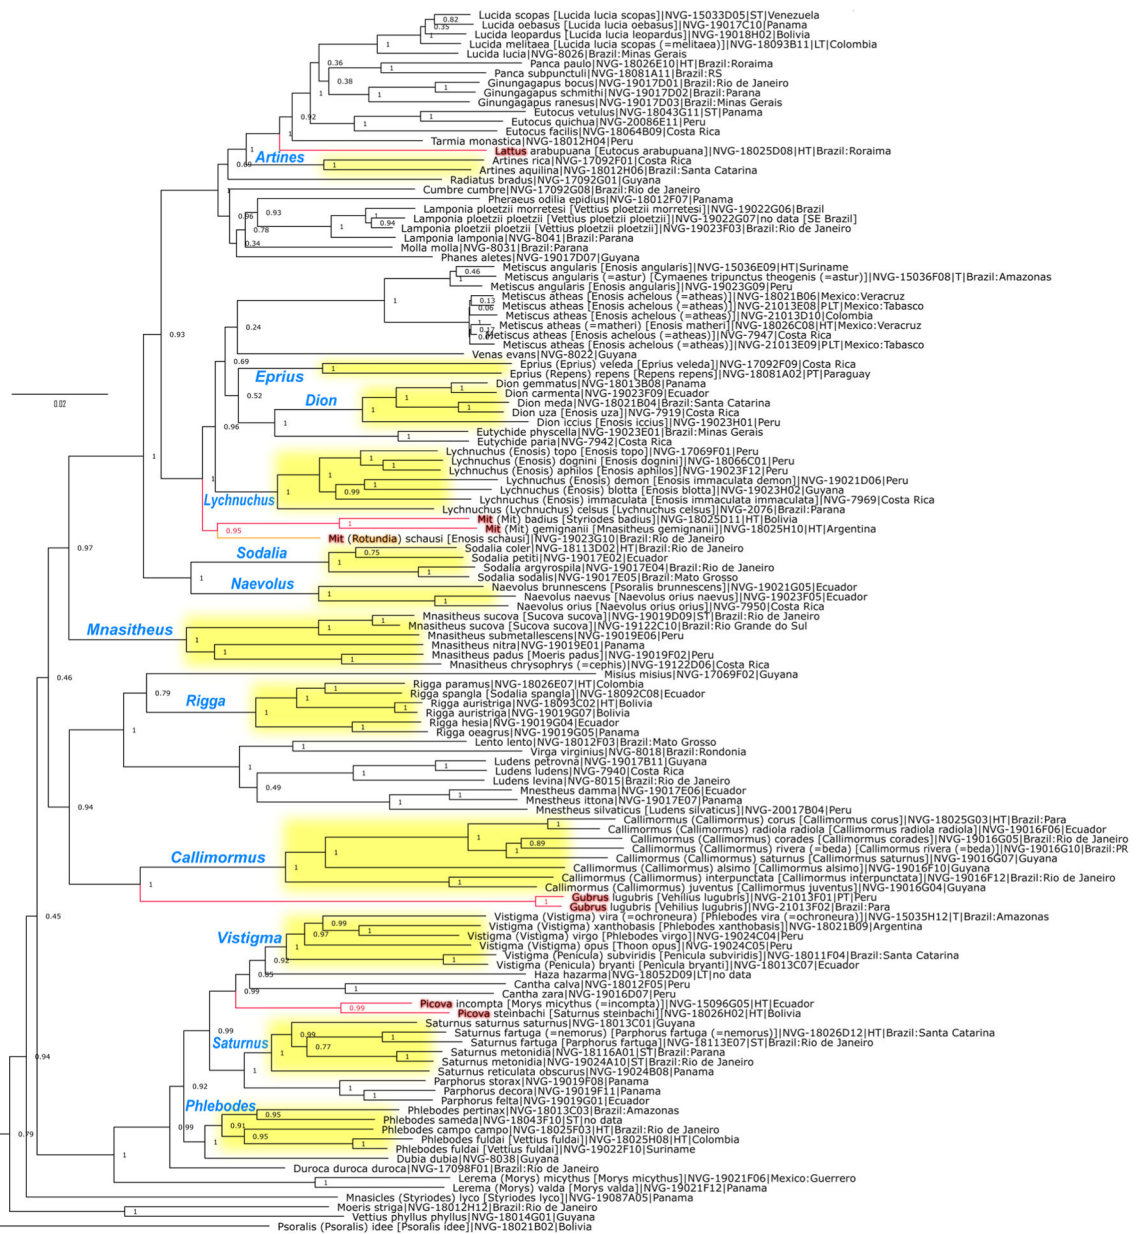 Lucida scopas [Lucida lucia scopas]|NVG-15033D05|ST|Venezuela
Lucida oebasus [Lucida lucia oebasus]|NVG-19017C10|Panama
Lucida leopardus [Lucida lucia leopardus]|NVG-19018H02|Bolivia
Lucida melitaea [Lucida lucia scopas (=melitaea)]|NVG-18093B11|LT|Colombia
Lucida lucia|NVG-8026|Brazil:Minas Gerais
Panca paulo|NVG-18026E10|HT|Brazil:Roraima
Panca subpunctuli|NVG-18081A11|Brazil:RS
Ginungagapus bocus|NVG-19017D01|Brazil:Rio de Janeiro
Ginungagapus schmithi|NVG-19017D02|Brazil:Parana
Ginungagapus ranesus|NVG-19017D03|Brazil:Minas Gerais
Eutocus vetulus|NVG-18043G11|ST|Panama
Eutocus quichua|NVG-20086E11|Peru
Eutocus facilis|NVG-18064B09|Costa Rica
Tarmia monastica|NVG-18012H04|Peru
Lattus arabupuana [Eutocus arabupuana]|NVG-18025D08|HT|Brazil:Roraima
Artines
Artines rica|NVG-17092F01|Costa Rica
Artines aquilina|NVG-18012H06|Brazil:Santa Catarina
Radiatus bradus|NVG-17092G01|Guyana
Cumbre cumbre|NVG-17092G08|Brazil:Rio de Janeiro
Pheraeus odilia epidius|NVG-18012F07|Panama
Lamponia ploetzii morretesi [Vettius ploetzii morretesi]|NVG-19022G06|Brazil
Lamponia ploetzii ploetzii [Vettius ploetzii ploetzii]|NVG-19022G07|no data [SE Brazil]
Lamponia ploetzii ploetzii [Vettius ploetzii ploetzii]|NVG-19023F03|Brazil:Rio de Janeiro
Lamponia lamponia|NVG-8041|Brazil:Parana
Molla molla|NVG-8031|Brazil:Parana
Phanes aletes|NVG-19017D07|Guyana
Metiscus angularis [Enosis angularis]|NVG-15036E09|HT|Suriname
Metiscus angularis (=astur) [Cymaenes tripunctus theogenis (=astur)]|NVG-15036F08|T|Brazil:Amazonas
Metiscus angularis [Enosis angularis]|NVG-19023G09|Peru
Metiscus atheas [Enosis achelous (=atheas)]|NVG-18021B06|Mexico:Veracruz
Metiscus atheas [Enosis achelous (=atheas)]|NVG-21013E08|PLT|Mexico:Tabasco
Metiscus atheas [Enosis achelous (=atheas)]|NVG-21013D10|Colombia
Metiscus atheas (=matheri) [Enosis matheri]|NVG-18026C08|HT|Mexico:Veracruz
Metiscus atheas [Enosis achelous (=atheas)]|NVG-7947|Costa Rica
Metiscus atheas [Enosis achelous (=atheas)]|NVG-21013E09|PLT|Mexico:Tabasco
Venas evans|NVG-8022|Guyana
Eprius
Eprius (Eprius) veleda [Eprius veleda]|NVG-17092F09|Costa Rica
Eprius (Repens) repens [Repens repens]|NVG-18081A02|PT|Paraguay
Dion gemmatus|NVG-18013B08|Panama
Dion carmenta|NVG-19023F09|Ecuador
Dion
Dion meda|NVG-18021B04|Brazil:Santa Catarina
Dion uza [Enosis uza]|NVG-7919|Costa Rica
Dion iccius [Enosis iccius]|NVG-19023H01|Peru
0.02
Eutychide physcella|NVG-19023E01|Brazil:Minas Gerais
Eutychide paria|NVG-7942|Costa Rica
Lychnuchus (Enosis) topo [Enosis topo]|NVG-17069F01|Peru
Lychnuchus (Enosis) dognini [Enosis dognini]|NVG-18066C01|Peru
Lychnuchus (Enosis) aphilos [Enosis aphilos]|NVG-19023F12|Peru
Lychnuchus (Enosis) demon [Enosis immaculata demon]|NVG-19021D06|Peru
Lychnuchus (Enosis) blotta [Enosis blotta]|NVG-19023H02|Guyana
Lychnuchus
Lychnuchus (Enosis) immaculata [Enosis immaculata immaculata]|NVG-7969|Costa Rica
Lychnuchus (Lychnuchus) celsus [Lychnuchus celsus]|NVG-2076|Brazil:Parana
Mit (Mit) badius [Styriodes badius]|NVG-18025D11|HT|Bolivia
Mit (Mit) gemignanii [Mnasitheus gemignanii]|NVG-18025H10|HT|Argentina
Mit (Rotundia) schausi [Enosis schausi]|NVG-19023G10|Brazil:Rio de Janeiro
Sodalia
Sodalia coler|NVG-18113D02|HT|Brazil:Rio de Janeiro
Sodalia petiti|NVG-19017E02|Ecuador
Sodalia argyrospila|NVG-19017E04|Brazil:Rio de Janeiro
Sodalia sodalis|NVG-19017E05|Brazil:Mato Grosso
Naevolus
Naevolus brunnescens [Psoralis brunnescens]|NVG-19021G05|Ecuador
Naevolus naevus [Naevolus orius naevus]|NVG-19023F05|Ecuador
Naevolus orius [Naevolus orius orius]|NVG-7950|Costa Rica
Mnasitheus sucova [Sucova sucova]|NVG-19019D09|ST|Brazil:Rio de Janeiro
Mnasitheus sucova [Sucova sucova]|NVG-19122C10|Brazil:Rio Grande do Sul
Mnasitheus
Mnasitheus submetallescens|NVG-19019E06|Peru
Mnasitheus nitra|NVG-19019E01|Panama
Mnasitheus padus [Moeris padus]|NVG-19019F02|Peru
Mnasitheus chrysophrys (=cephis)|NVG-19122D06|Costa Rica
Misius misius|NVG-17069F02|Guyana
Rigga paramus|NVG-18026E07|HT|Colombia
Rigga spangla [Sodalia spangla]|NVG-18092C08|Ecuador
Rigga
Rigga auristriga|NVG-18093C02|HT|Bolivia
Rigga auristriga|NVG-19019G07|Bolivia
Rigga hesia|NVG-19019G04|Ecuador
Rigga oeagrus|NVG-19019G05|Panama
Lento lento|NVG-18012F03|Brazil:Mato Grosso
Virga virginius|NVG-8018|Brazil:Rondonia
Ludens petrovna|NVG-19017B11|Guyana
Ludens ludens|NVG-7940|Costa Rica
Ludens levina|NVG-8015|Brazil:Rio de Janeiro
Mnestheus damma|NVG-19017E06|Ecuador
Mnestheus ittona|NVG-19017E07|Panama
Mnestheus silvaticus [Ludens silvaticus]|NVG-20017B04|Peru
Callimormus (Callimormus) corus [Callimormus corus]|NVG-18025G03|HT|Brazil:Para
Callimormus (Callimormus) radiola radiola [Callimormus radiola radiola]|NVG-19016F06|Ecuador
Callimormus (Callimormus) corades [Callimormus corades]|NVG-19016G05|Brazil:Rio de Janeiro
Callimormus (Callimormus) rivera (=beda) [Callimormus rivera (=beda)]|NVG-19016G10|Brazil:PR
Callimormus
Callimormus (Callimormus) saturnus [Callimormus saturnus]|NVG-19016G07|Guyana
Callimormus (Callimormus) alsimo [Callimormus alsimo]|NVG-19016F10|Guyana
Callimormus (Callimormus) interpunctata [Callimormus interpunctata]|NVG-19016F12|Brazil:Rio de Janeiro
Callimormus (Callimormus) juventus [Callimormus juventus]|NVG-19016G04|Guyana
Gubrus lugubris [Vehilius lugubris]|NVG-21013F01|PT|Peru
Gubrus lugubris [Vehilius lugubris]|NVG-21013F02|Brazil:Para
Vistigma (Vistigma) vira (=ochroneura) [Phlebodes vira (=ochroneura)]|NVG-15035H12|T|Brazil:Amazonas
Vistigma (Vistigma) xanthobasis [Phlebodes xanthobasis]|NVG-18021B09|Argentina
Vistigma
Vistigma (Vistigma) virgo [Phlebodes virgo]|NVG-19024C04|Peru
Vistigma (Vistigma) opus [Thoon opus]|NVG-19024C05|Peru
Vistigma (Penicula) subviridis [Penicula subviridis]|NVG-18011F04|Brazil:Santa Catarina
Vistigma (Penicula) bryanti [Penicula bryanti]|NVG-18013C07|Ecuador
Haza hazarma|NVG-18052D09|LT|no data
Cantha calva|NVG-18012F05|Peru
Cantha zara|NVG-19016D07|Peru
Picova incompta [Morys micythus (=incompta)]|NVG-15096G05|HT|Ecuador
Picova steinbachi [Saturnus steinbachi]|NVG-18026H02|HT|Bolivia
Saturnus saturnus saturnus|NVG-18013C01|Guyana
Saturnus fartuga (=nemorus) [Parphorus fartuga (=nemorus)]|NVG-18026D12|HT|Brazil:Santa Catarina
Saturnus
Saturnus fartuga [Parphorus fartuga]|NVG-18113E07|ST|Brazil:Rio de Janeiro
Saturnus metonidia|NVG-18116A01|ST|Brazil:Parana
Saturnus metonidia|NVG-19024A10|ST|Brazil:Rio de Janeiro
Saturnus reticulata obscurus|NVG-19024B08|Panama
Parphorus storax|NVG-19019F08|Panama
Parphorus decora|NVG-19019F11|Panama
Parphorus felta|NVG-19019G01|Ecuador
Phlebodes
Phlebodes pertinax|NVG-18013C03|Brazil:Amazonas
Phlebodes sameda|NVG-18043F10|ST|no data
Phlebodes campo campo|NVG-18025F03|HT|Brazil:Rio de Janeiro
Phlebodes fuldai [Vettius fuldai]|NVG-18025H08|HT|Colombia
Phlebodes fuldai [Vettius fuldai]|NVG-19022F10|Suriname
Dubia dubia|NVG-8038|Guyana
Duroca duroca duroca|NVG-17098F01|Brazil:Rio de Janeiro
Lerema (Morys) micythus [Morys micythus]|NVG-19021F06|Mexico:Guerrero
Lerema (Morys) valda [Morys valda]|NVG-19021F12|Panama
Mnasicles (Styriodes) lyco [Styriodes lyco]|NVG-19087A05|Panama
Moeris striga|NVG-18012H12|Brazil:Rio de Janeiro
Vettius phyllus phyllus|NVG-18014G01|Guyana
Psoralis (Psoralis) idee [Psoralis idee]|NVG-18021B02|Bolivia